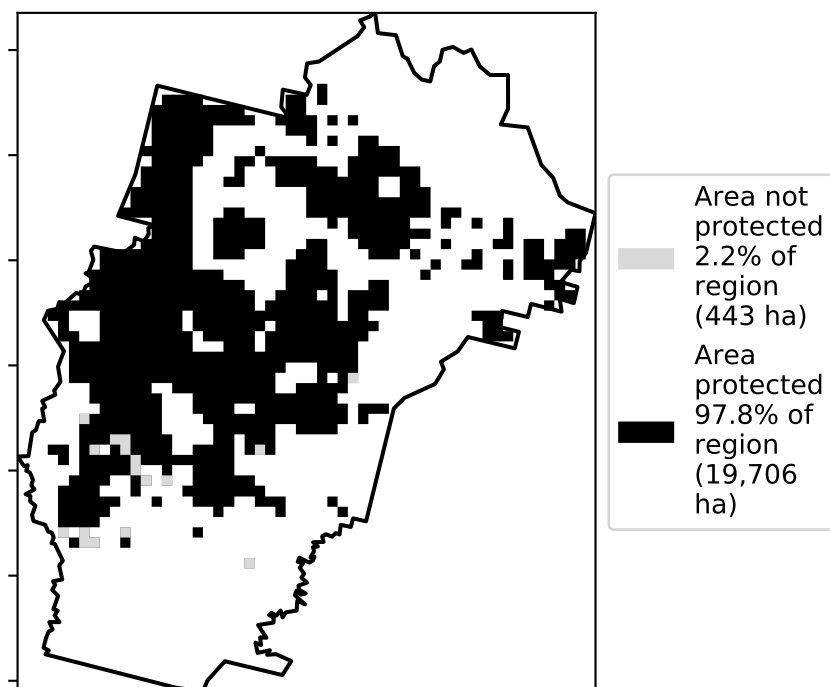 Area not
protected
2.2% of
region
(443 ha)
Area
protected
97.8% of
region
(19,706
ha)